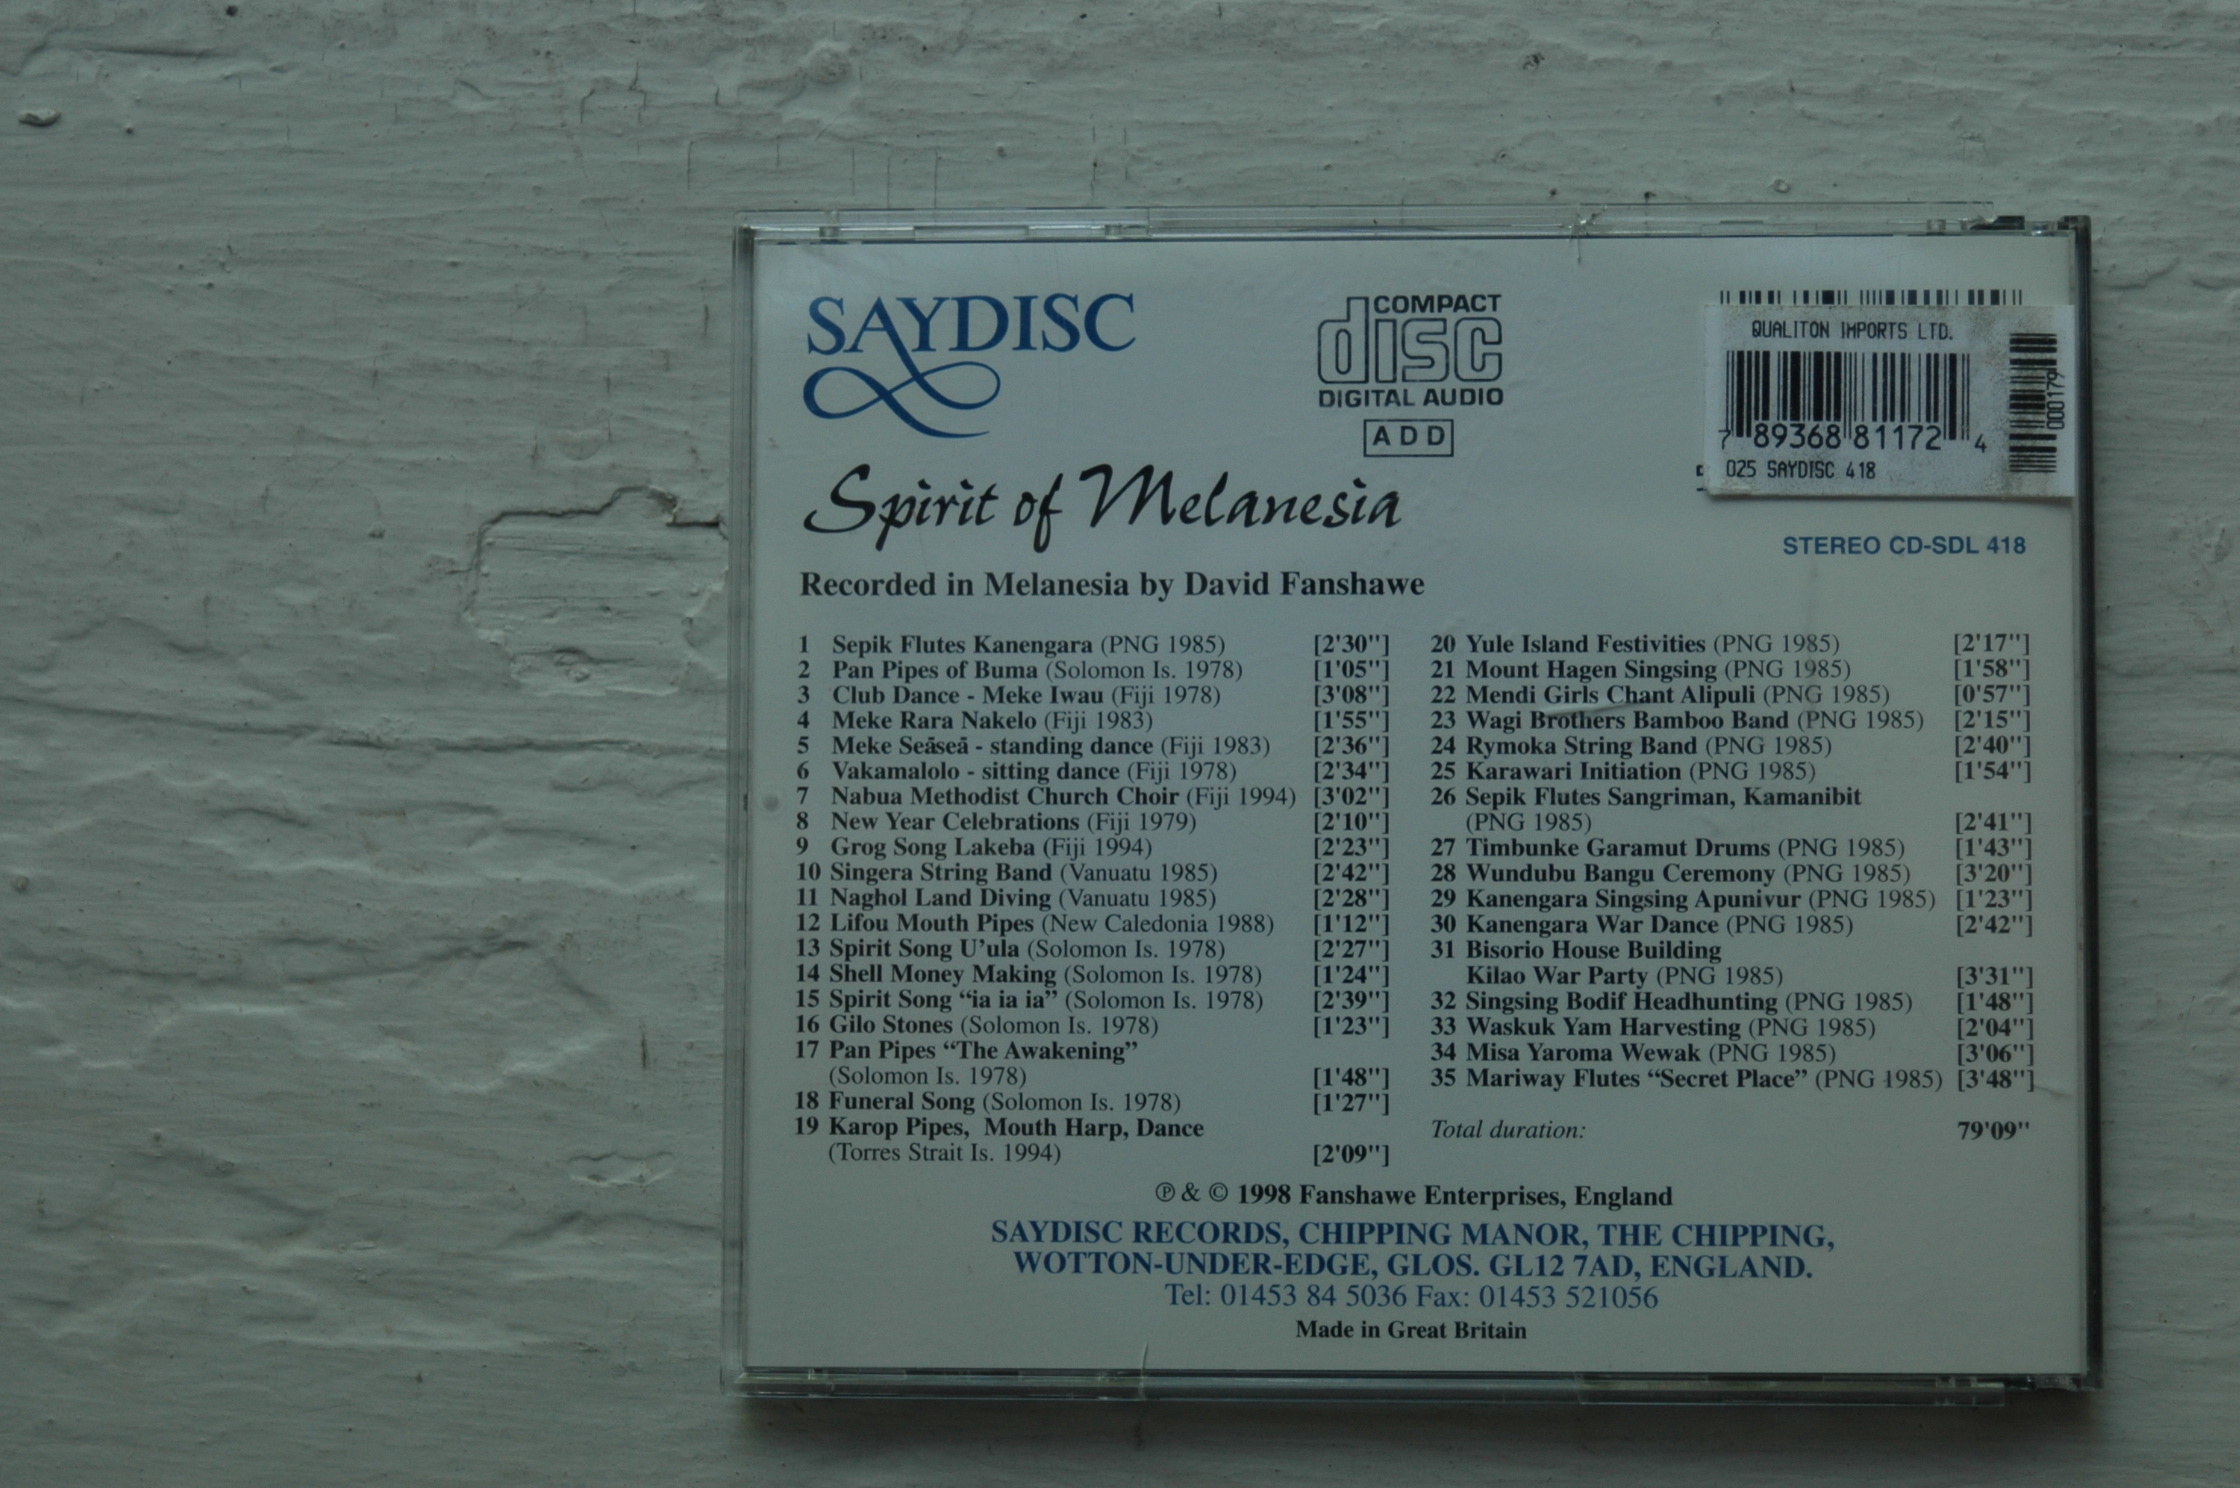 SAYDISC
COMPACT
disc
DIGITAL AUDIO
ADD
QUALITON IMPORTS LTD.
000179
7 89368 81172 4
025 SAYDISC 418
Spirit of Melanesia
STEREO CD-SDL 418
Recorded in Melanesia by David Fanshawe
1 Sepik Flutes Kanengara (PNG 1985) [2'30"]
2 Pan Pipes of Buma (Solomon Is. 1978) [1'05"]
3 Club Dance - Meke Iwau (Fiji 1978) [3'08"]
4 Meke Rara Nakelo (Fiji 1983) [1'55"]
5 Meke Seāseā - standing dance (Fiji 1983) [2'36"]
6 Vakamalolo - sitting dance (Fiji 1978) [2'34"]
7 Nabua Methodist Church Choir (Fiji 1994) [3'02"]
8 New Year Celebrations (Fiji 1979) [2'10"]
9 Grog Song Lakeba (Fiji 1994) [2'23"]
10 Singera String Band (Vanuatu 1985) [2'42"]
11 Naghol Land Diving (Vanuatu 1985) [2'28"]
12 Lifou Mouth Pipes (New Caledonia 1988) [1'12"]
13 Spirit Song U'ula (Solomon Is. 1978) [2'27"]
14 Shell Money Making (Solomon Is. 1978) [1'24"]
15 Spirit Song “ia ia ia” (Solomon Is. 1978) [2'39"]
16 Gilo Stones (Solomon Is. 1978) [1'23"]
17 Pan Pipes “The Awakening”
(Solomon Is. 1978) [1'48"]
18 Funeral Song (Solomon Is. 1978) [1'27"]
19 Karop Pipes, Mouth Harp, Dance
(Torres Strait Is. 1994) [2'09"]
20 Yule Island Festivities (PNG 1985) [2'17"]
21 Mount Hagen Singsing (PNG 1985) [1'58"]
22 Mendi Girls Chant Alipuli (PNG 1985) [0'57"]
23 Wagi Brothers Bamboo Band (PNG 1985) [2'15"]
24 Rymoka String Band (PNG 1985) [2'40"]
25 Karawari Initiation (PNG 1985) [1'54"]
26 Sepik Flutes Sangriman, Kamanibit
(PNG 1985) [2'41"]
27 Timbunke Garamut Drums (PNG 1985) [1'43"]
28 Wundubu Bangu Ceremony (PNG 1985) [3'20"]
29 Kanengara Singsing Apunivur (PNG 1985) [1'23"]
30 Kanengara War Dance (PNG 1985) [2'42"]
31 Bisorio House Building
Kilao War Party (PNG 1985) [3'31"]
32 Singsing Bodif Headhunting (PNG 1985) [1'48"]
33 Waskuk Yam Harvesting (PNG 1985) [2'04"]
34 Misa Yaroma Wewak (PNG 1985) [3'06"]
35 Mariway Flutes “Secret Place” (PNG 1985) [3'48"]
Total duration: 79'09"
℗ & © 1998 Fanshawe Enterprises, England
SAYDISC RECORDS, CHIPPING MANOR, THE CHIPPING,
WOTTON-UNDER-EDGE, GLOS. GL12 7AD, ENGLAND.
Tel: 01453 84 5036 Fax: 01453 521056
Made in Great Britain